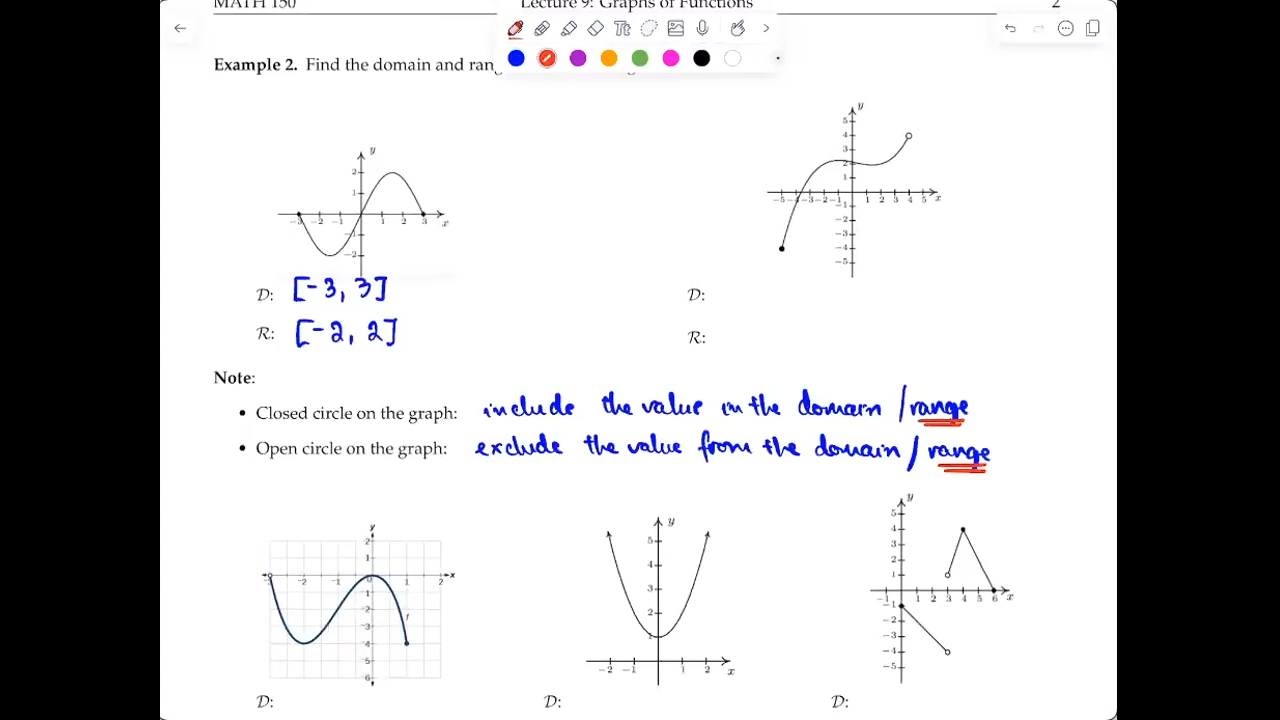 MATH 150 Lecture 9: Graphs of Functions 2
Example 2. Find the domain and
D: [-3, 3]
R: [-2, 2]
D:
R:
Note:
• Closed circle on the graph: include the value in the domain / range
• Open circle on the graph: exclude the value from the domain / range
D: D: D: